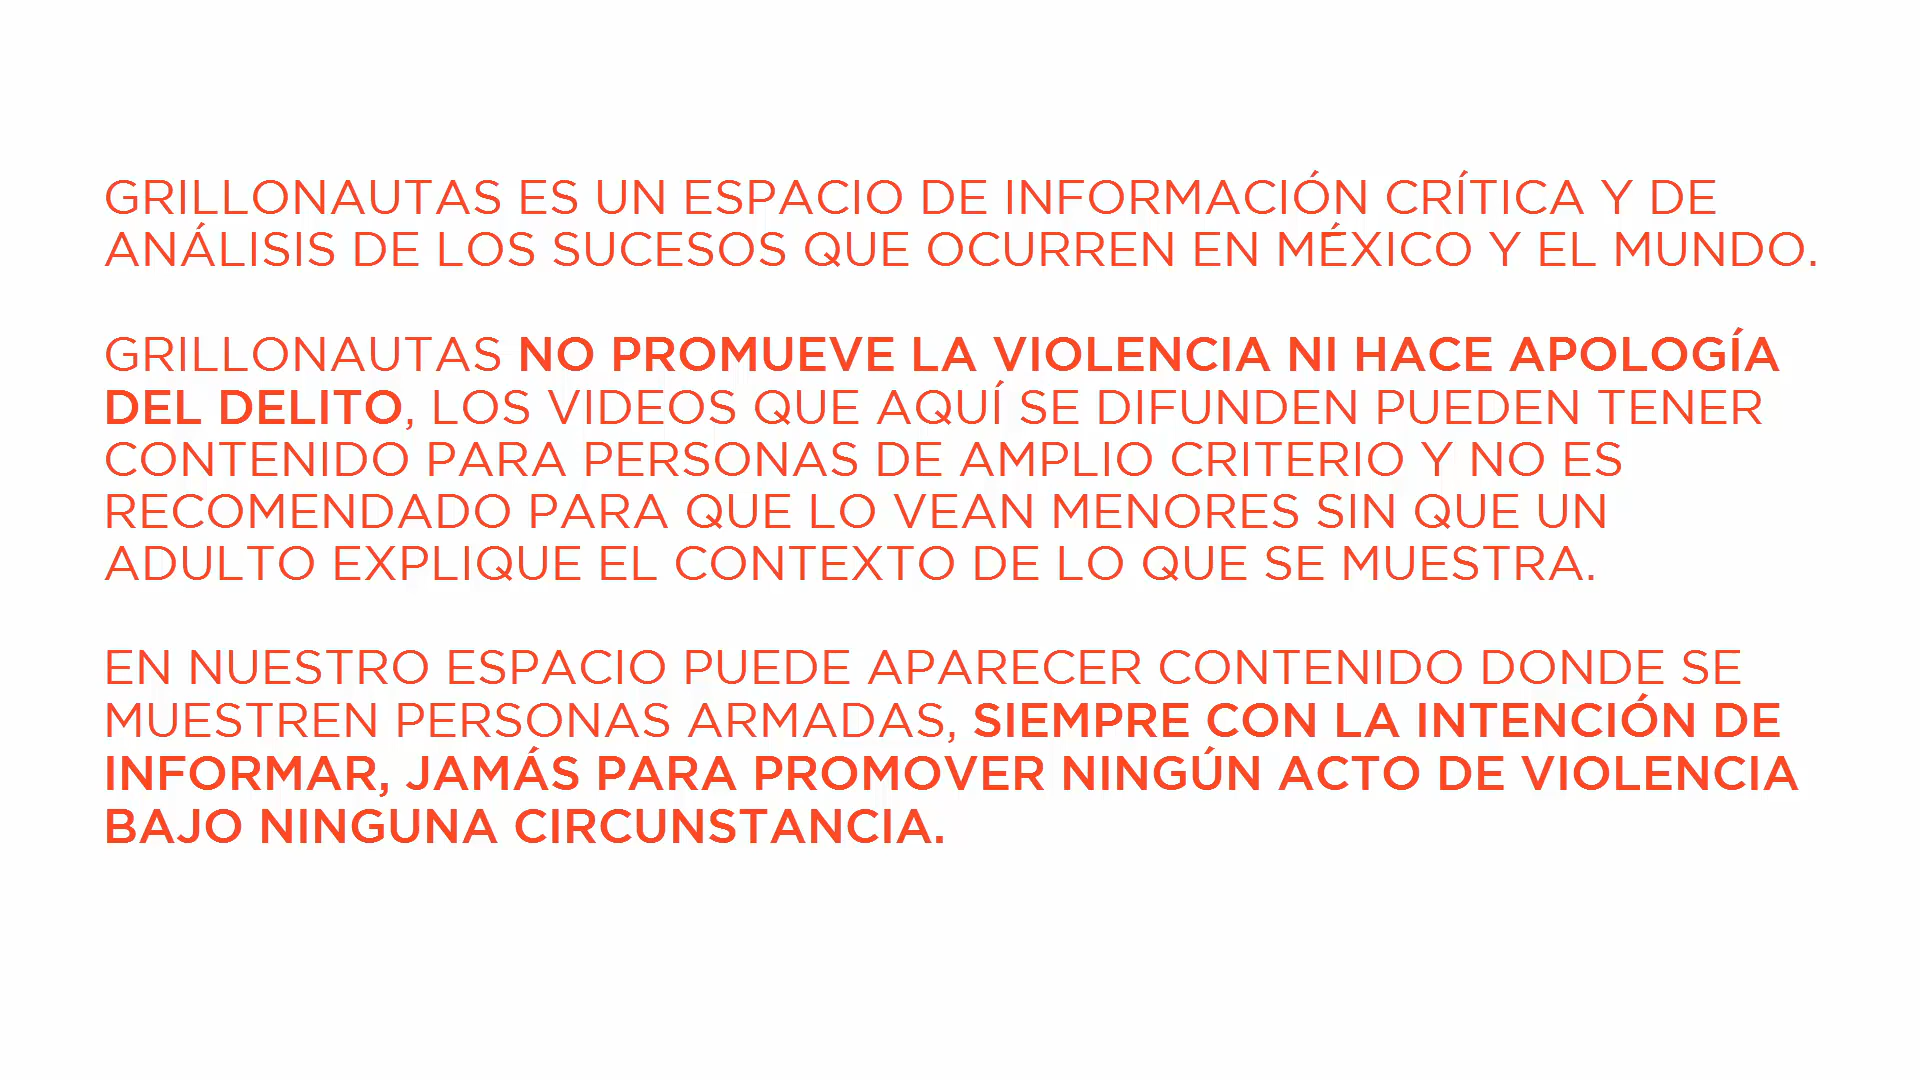 GRILLONAUTAS ES UN ESPACIO DE INFORMACIÓN CRÍTICA Y DE
ANÁLISIS DE LOS SUCESOS QUE OCURREN EN MÉXICO Y EL MUNDO.
GRILLONAUTAS NO PROMUEVE LA VIOLENCIA NI HACE APOLOGÍA
DEL DELITO, LOS VIDEOS QUE AQUÍ SE DIFUNDEN PUEDEN TENER
CONTENIDO PARA PERSONAS DE AMPLIO CRITERIO Y NO ES
RECOMENDADO PARA QUE LO VEAN MENORES SIN QUE UN
ADULTO EXPLIQUE EL CONTEXTO DE LO QUE SE MUESTRA.
EN NUESTRO ESPACIO PUEDE APARECER CONTENIDO DONDE SE
MUESTREN PERSONAS ARMADAS, SIEMPRE CON LA INTENCIÓN DE
INFORMAR, JAMÁS PARA PROMOVER NINGÚN ACTO DE VIOLENCIA
BAJO NINGUNA CIRCUNSTANCIA.